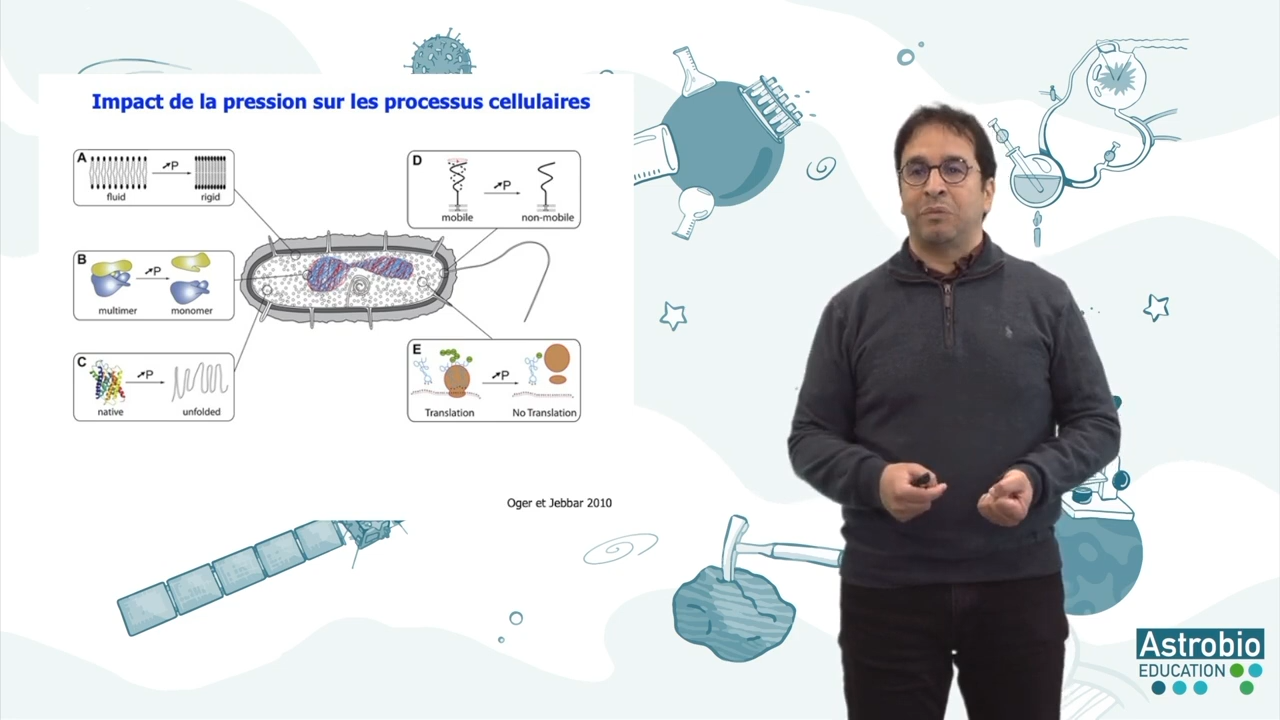 Impact de la pression sur les processus cellulaires
A
P
fluid
rigid
B
P
multimer
monomer
C
P
native
unfolded
D
P
mobile
non-mobile
E
P
Translation
No Translation
Oger et Jebbar 2010
Astrobio
EDUCATION